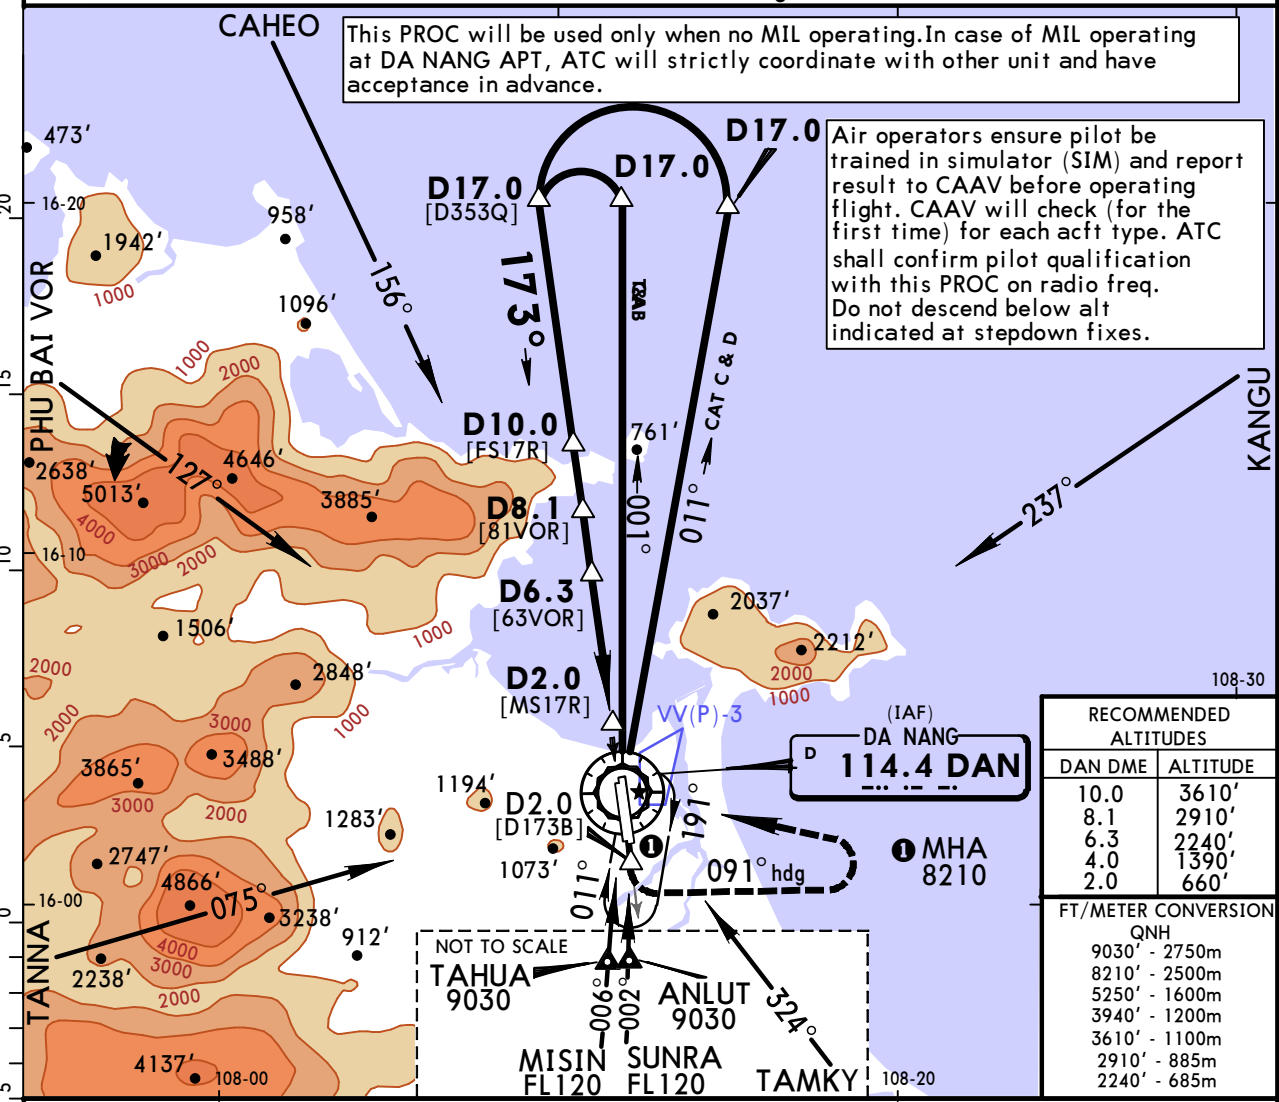 CAHEO
This PROC will be used only when no MIL operating.In case of MIL operating
at DA NANG APT, ATC will strictly coordinate with other unit and have
acceptance in advance.
Air operators ensure pilot be
trained in simulator (SIM) and report
result to CAAV before operating
flight. CAAV will check (for the
first time) for each acft type. ATC
shall confirm pilot qualification
with this PROC on radio freq.
Do not descend below alt
indicated at stepdown fixes.
D17.0
D17.0
D17.0
[D353Q]
473'
16-20
20
958'
1942'
1000
1096'
156°
173°
CAT C & D
PHU BAI VOR
KANGU
1000
2000
15
D10.0
[FS17R]
761'
2638'
127°
4646'
5013'
3885'
4000
3000
2000
D8.1
[81VOR]
001°
011°
237°
16-10
10
D6.3
[63VOR]
1506'
1000
2037'
2212'
2000
1000
2000
2848'
2000
3000
1000
D2.0
[MS17R]
VV(P)-3
108-30
5
3865'
3488'
3000
2000
(IAF)
DA NANG
D
114.4 DAN
1194'
1283'
D2.0
[D173B]
1073'
191°
1
091° hdg
1 MHA
8210
2747'
4866'
075°
3238'
16-00
0
4000
3000
2238'
2000
912'
TANNA
011°
4137'
108-00
5
NOT TO SCALE
TAHUA
9030
ANLUT
9030
006°
002°
324°
MISIN
FL120
SUNRA
FL120
TAMKY
108-20
RECOMMENDED
ALTITUDES
DAN DME ALTITUDE
10.0 3610'
8.1 2910'
6.3 2240'
4.0 1390'
2.0 660'
FT/METER CONVERSION
QNH
9030' - 2750m
8210' - 2500m
5250' - 1600m
3940' - 1200m
3610' - 1100m
2910' - 885m
2240' - 685m